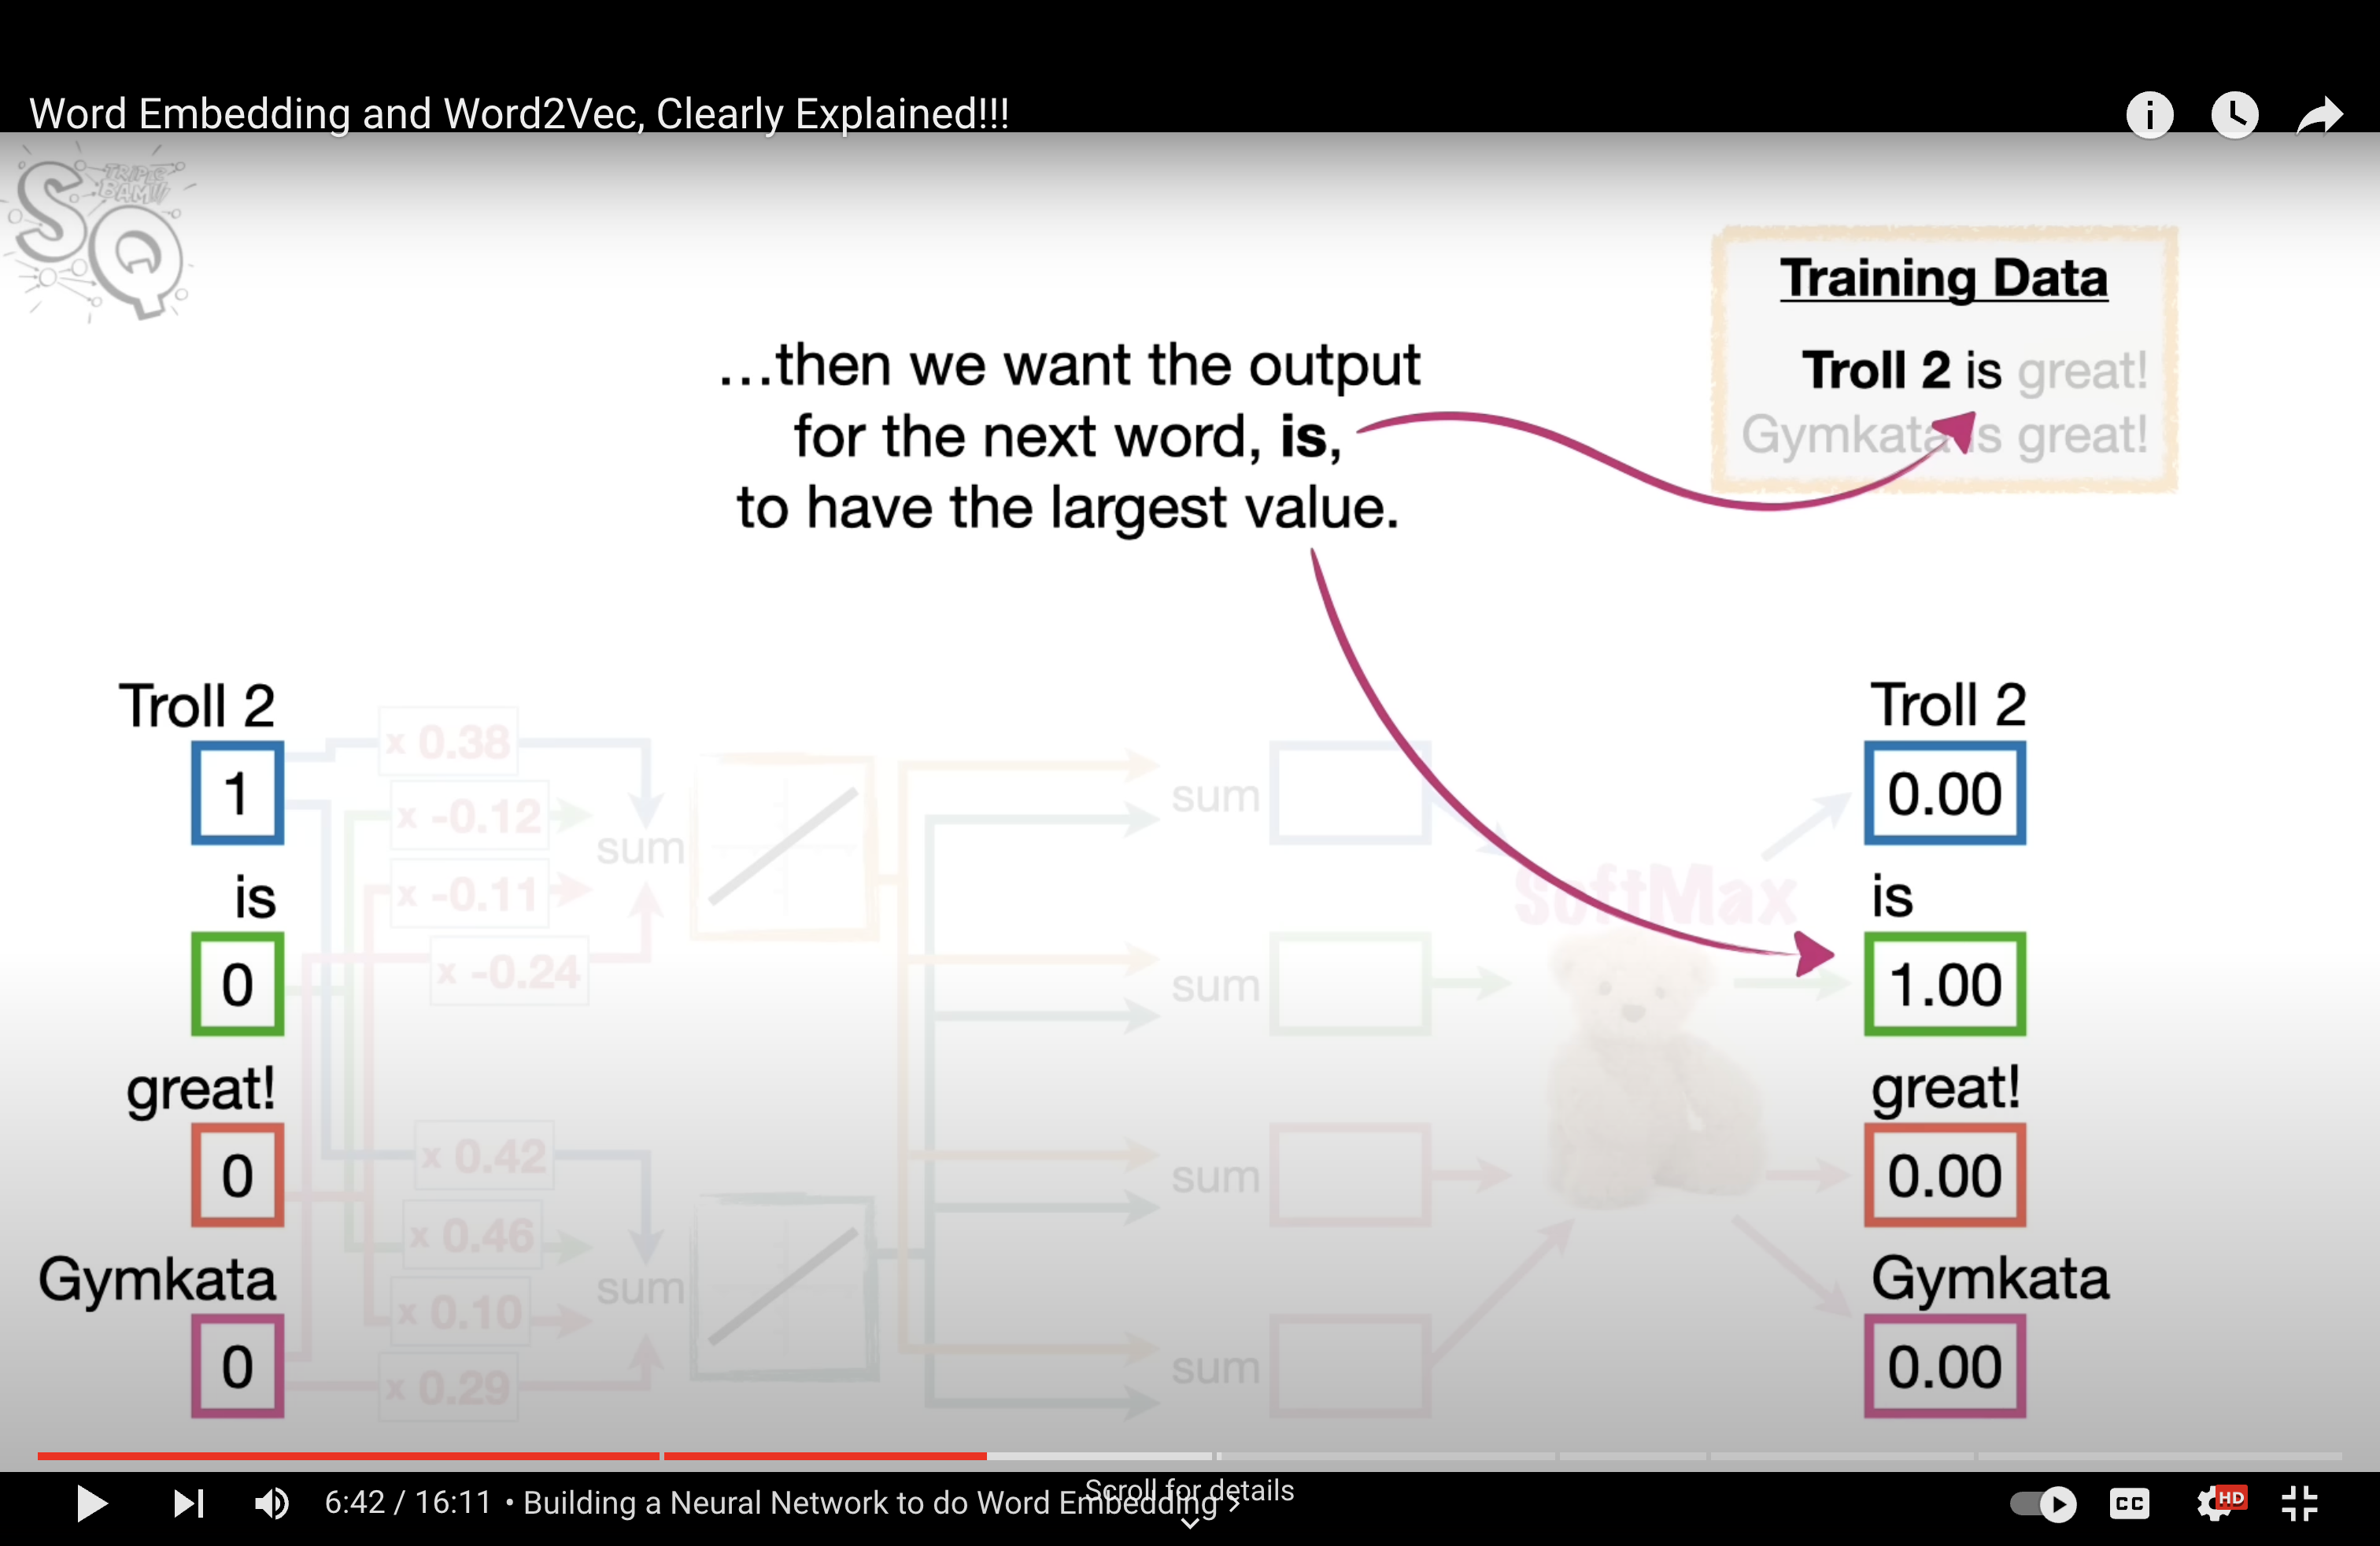 Word Embedding and Word2Vec, Clearly Explained!!!
SQ
TRIPLE
BAM!!!
Training Data
Troll 2 is great!
Gymkata is great!
...then we want the output
for the next word, is,
to have the largest value.
Troll 2
1
is
0
great!
0
Gymkata
0
x 0.38
x -0.12
x -0.11
x -0.24
sum
x 0.42
x 0.46
x 0.10
x 0.29
sum
sum
sum
sum
sum
SoftMax
Troll 2
0.00
is
1.00
great!
0.00
Gymkata
0.00
6:42 / 16:11 • Building a Neural Network to do Word Embedding >
Scroll for details
CC
HD